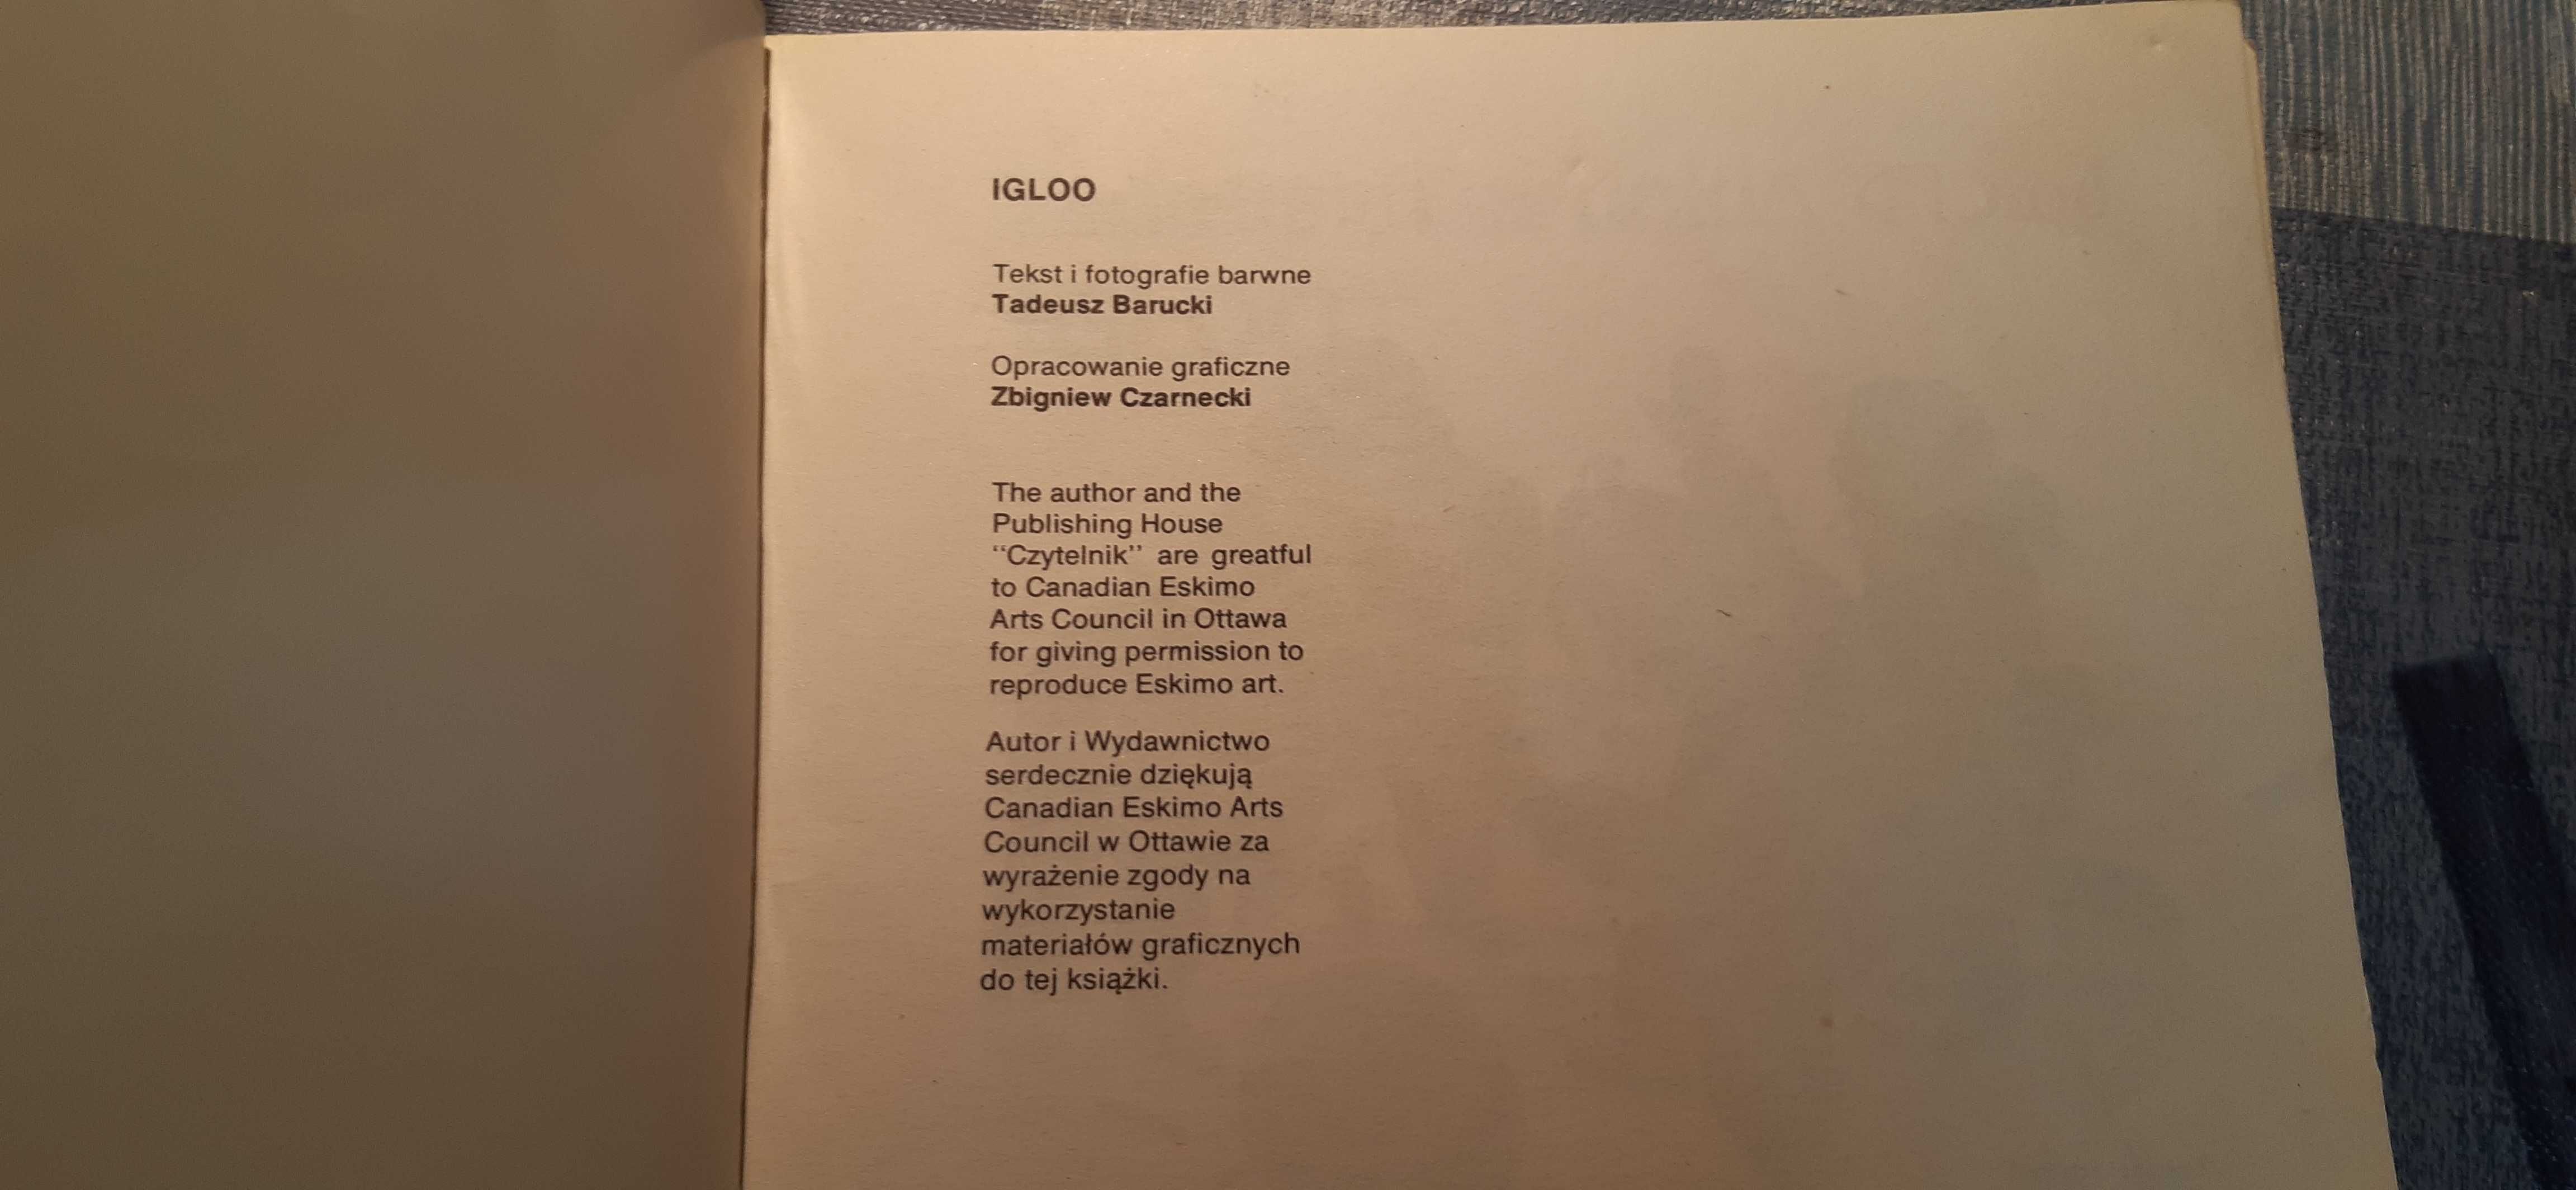 IGLOO
Tekst i fotografie barwne
Tadeusz Barucki
Opracowanie graficzne
Zbigniew Czarnecki
The author and the
Publishing House
“Czytelnik” are greatful
to Canadian Eskimo
Arts Council in Ottawa
for giving permission to
reproduce Eskimo art.
Autor i Wydawnictwo
serdecznie dziękują
Canadian Eskimo Arts
Council w Ottawie za
wyrażenie zgody na
wykorzystanie
materiałów graficznych
do tej książki.